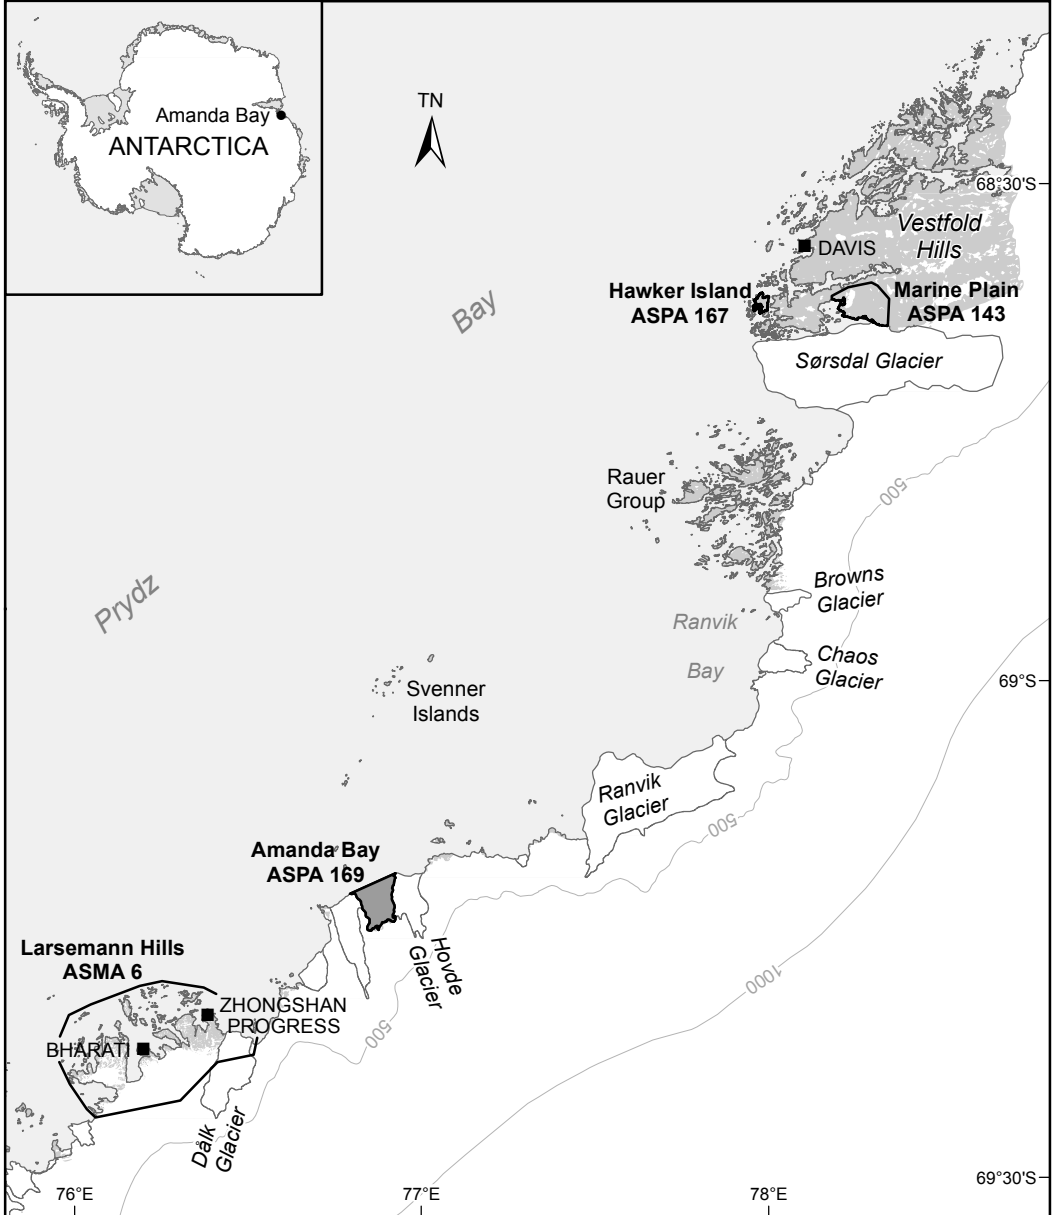 Amanda Bay
ANTARCTICA
TN
68°30'S
Vestfold
Hills
DAVIS
Hawker Island
ASPA 167
Marine Plain
ASPA 143
Bay
Sørsdal Glacier
Rauer
Group
500
Browns
Glacier
Prydz
Ranvik
Bay
Chaos
Glacier
69°S
Svenner
Islands
Ranvik
Glacier
500
Amanda Bay
ASPA 169
Hovde
Glacier
Larsemann Hills
ASMA 6
1000
ZHONGSHAN
PROGRESS
500
BHARATI
Dålk
Glacier
69°30'S
76°E
77°E
78°E